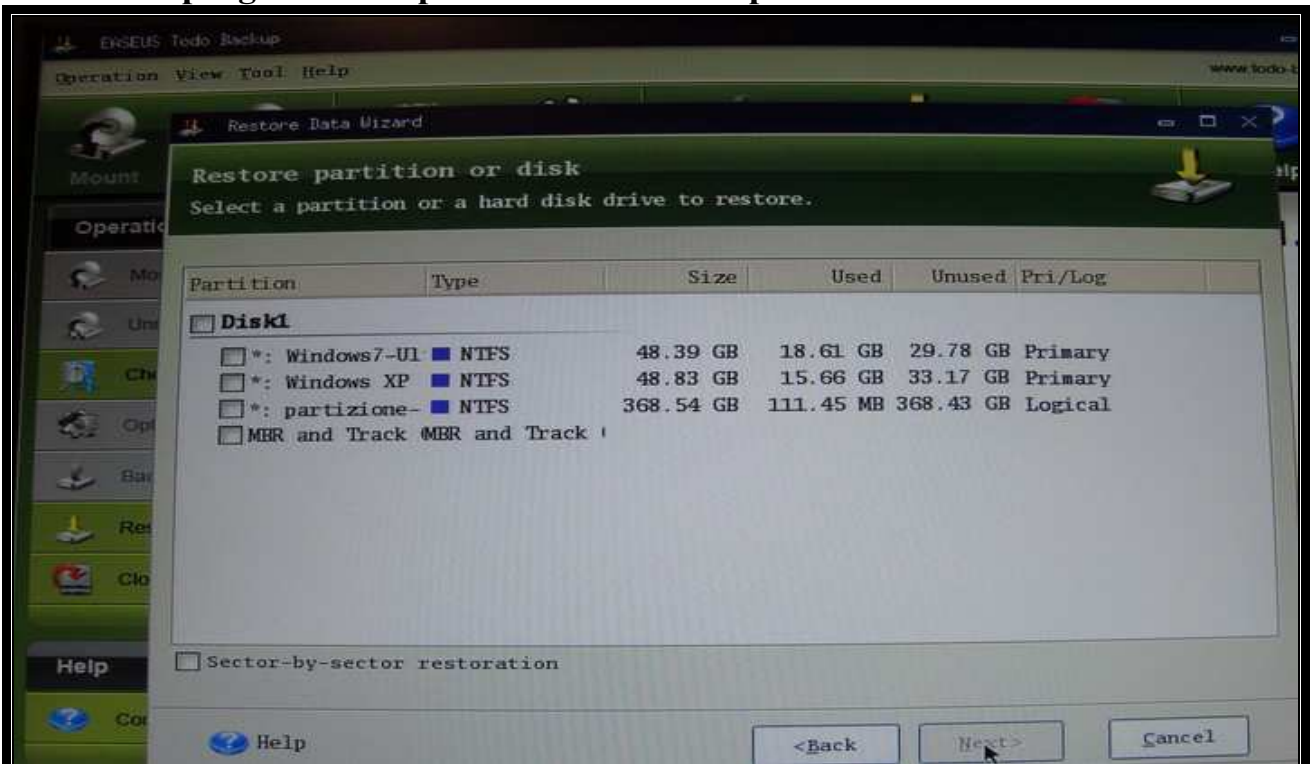 EASEUS Todo Backup
Operation View Tool Help
Restore Data Wizard
Mount
Restore partition or disk
Select a partition or a hard disk drive to restore.
Partition Type Size Used Unused Pri/Log
Disk1
*: Windows7-Ul NTFS 48.39 GB 18.61 GB 29.78 GB Primary
*: Windows XP NTFS 48.83 GB 15.66 GB 33.17 GB Primary
*: partizione- NTFS 368.54 GB 111.45 MB 368.43 GB Logical
MBR and Track MBR and Track
Sector-by-sector restoration
Help
Help
<Back Next> Cancel